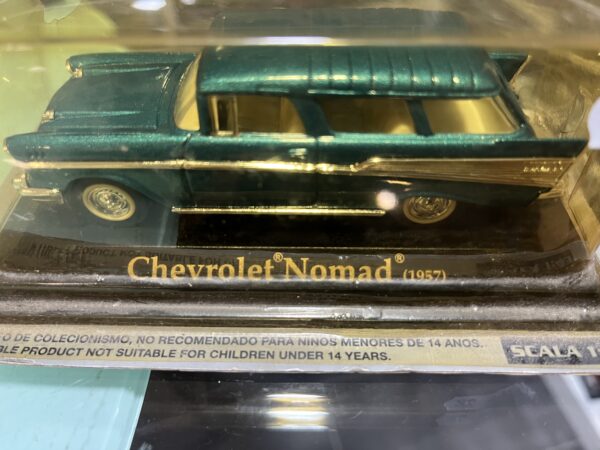 Chevrolet® Nomad® (1957)
O DE COLECIONISMO, NO RECOMENDADO PARA NINOS MENORES DE 14 ANOS.
BLE PRODUCT NOT SUITABLE FOR CHILDREN UNDER 14 YEARS.
SCALA 1